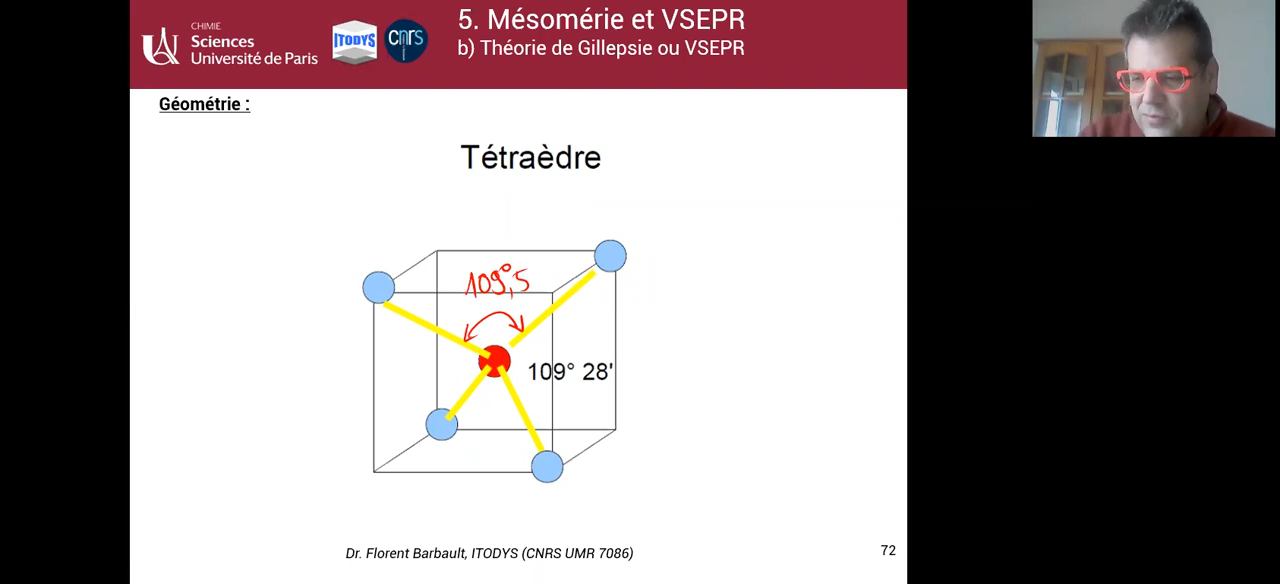 CHIMIE
Sciences
Université de Paris
ITODYS
cnrs
5. Mésomérie et VSEPR
b) Théorie de Gillepsie ou VSEPR
Géométrie :
Tétraèdre
109°,5
109° 28'
Dr. Florent Barbault, ITODYS (CNRS UMR 7086)
72